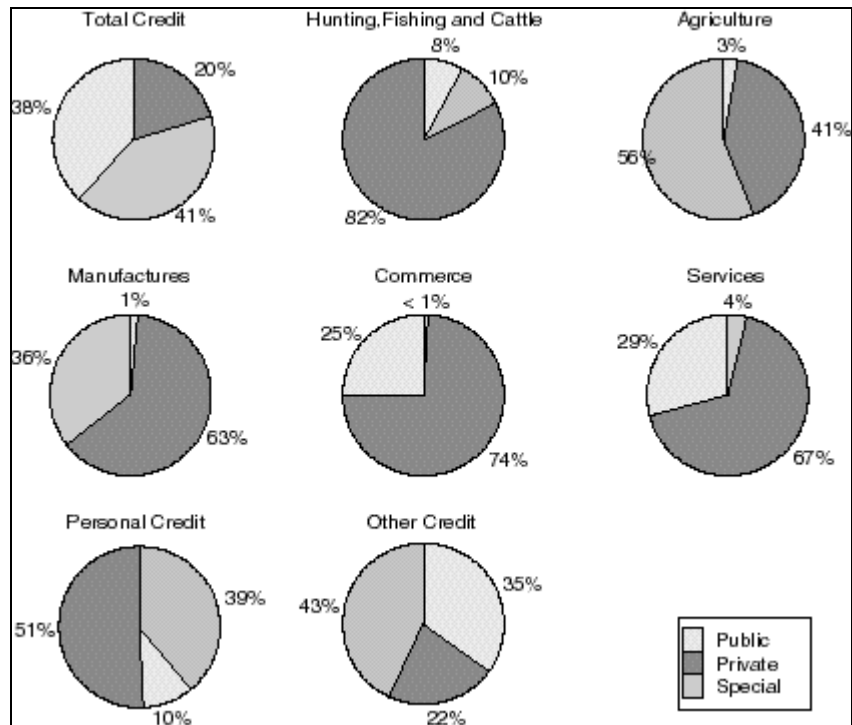 Total Credit
20%
38%
41%
Hunting,Fishing and Cattle
8%
10%
82%
Agriculture
3%
41%
56%
Manufactures
1%
36%
63%
Commerce
< 1%
25%
74%
Services
4%
29%
67%
Personal Credit
39%
51%
10%
Other Credit
35%
43%
22%
Public
Private
Special